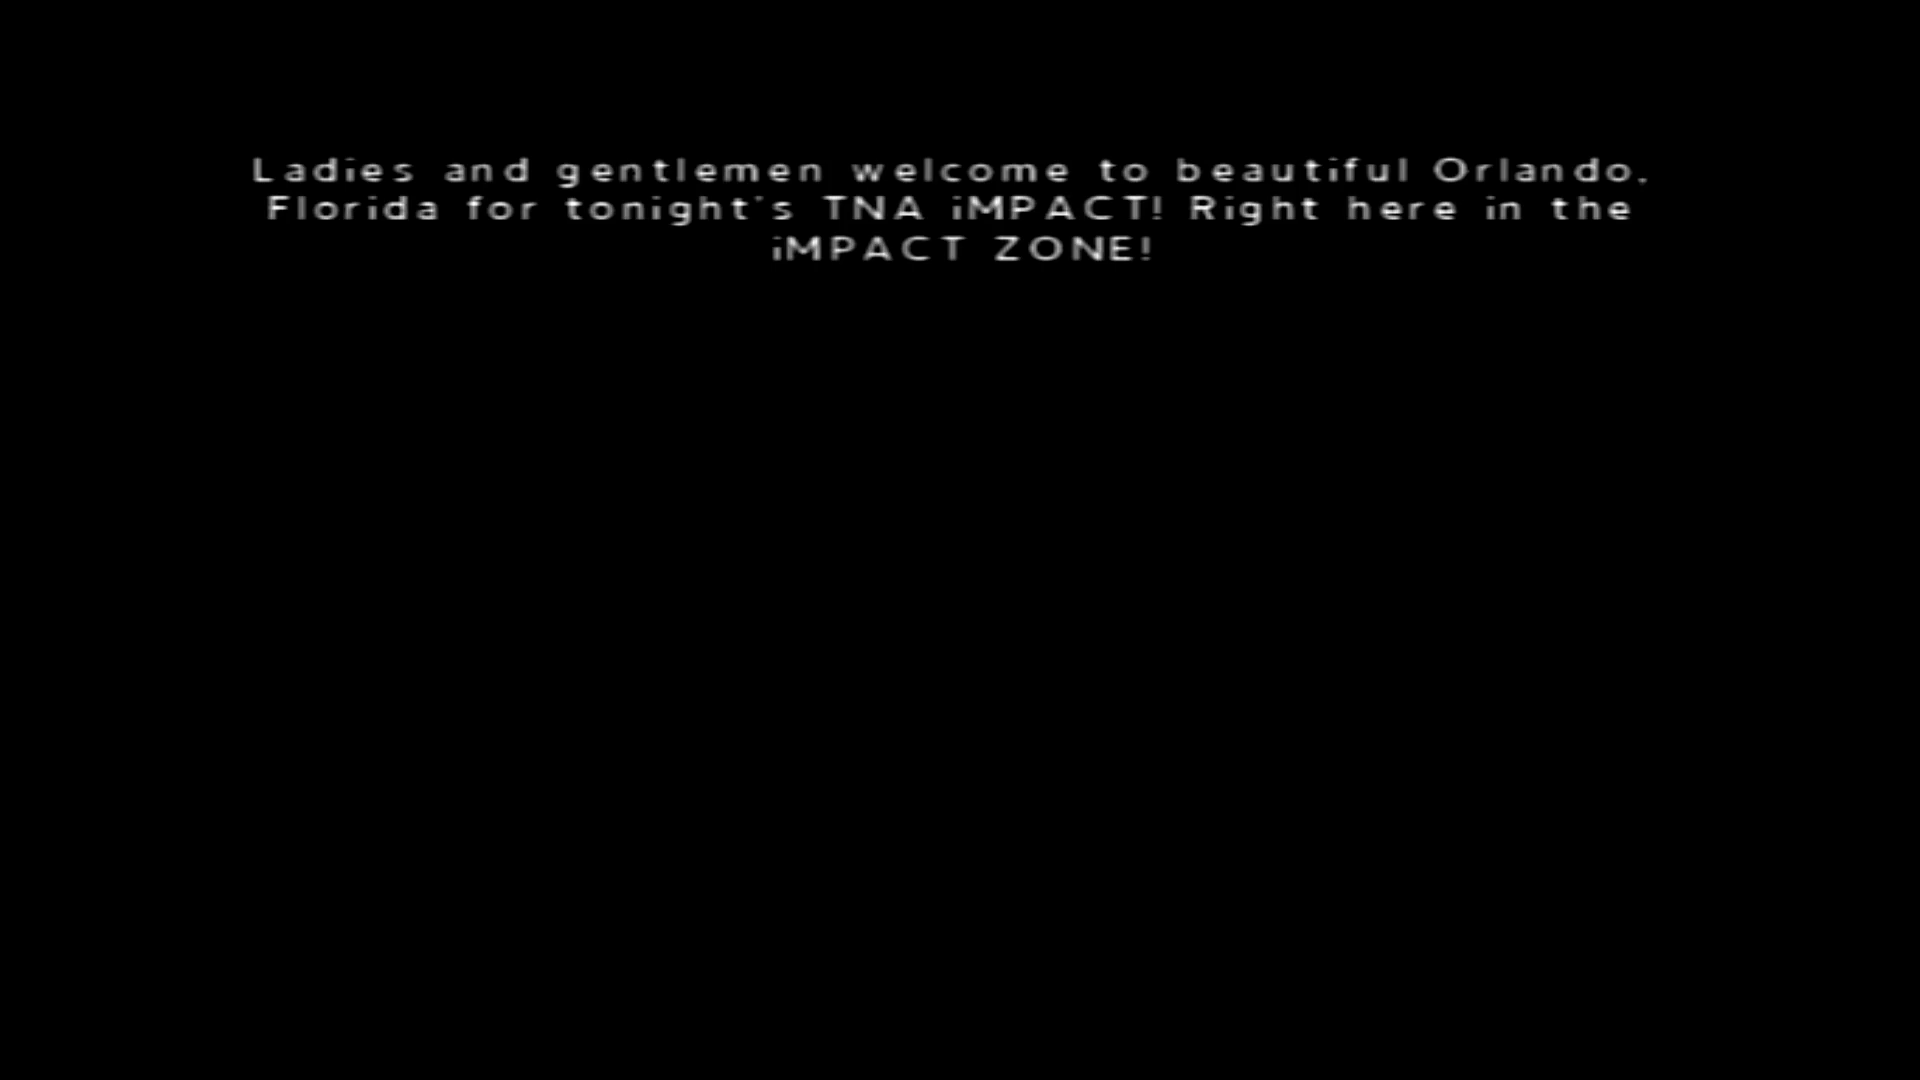 Ladies and gentlemen welcome to beautiful Orlando,
Florida for tonight's TNA iMPACT! Right here in the
iMPACT ZONE!